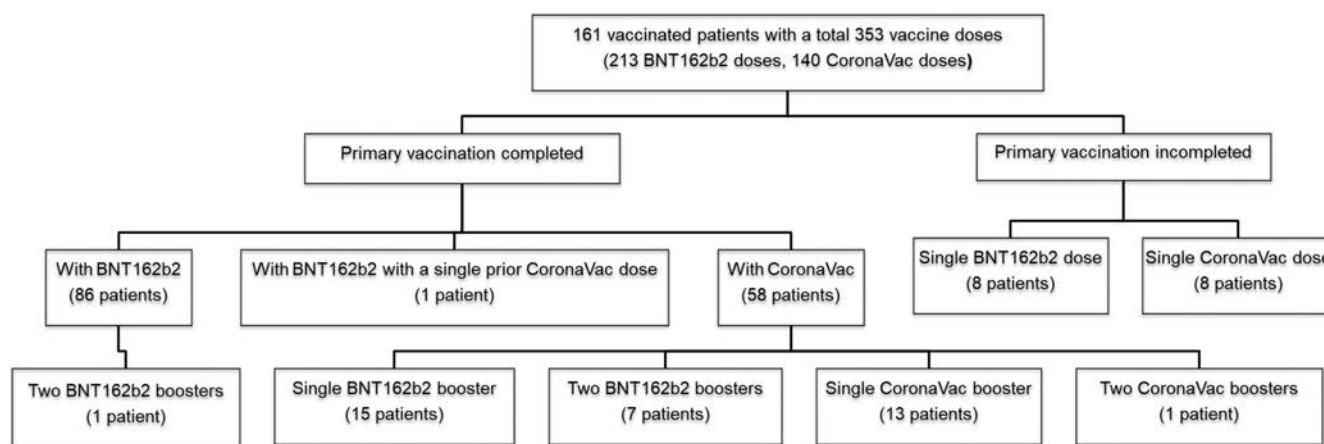 161 vaccinated patients with a total 353 vaccine doses
(213 BNT162b2 doses, 140 CoronaVac doses)
Primary vaccination completed
Primary vaccination incompleted
With BNT162b2
(86 patients)
With BNT162b2 with a single prior CoronaVac dose
(1 patient)
With CoronaVac
(58 patients)
Single BNT162b2 dose
(8 patients)
Single CoronaVac dose
(8 patients)
Two BNT162b2 boosters
(1 patient)
Single BNT162b2 booster
(15 patients)
Two BNT162b2 boosters
(7 patients)
Single CoronaVac booster
(13 patients)
Two CoronaVac boosters
(1 patient)